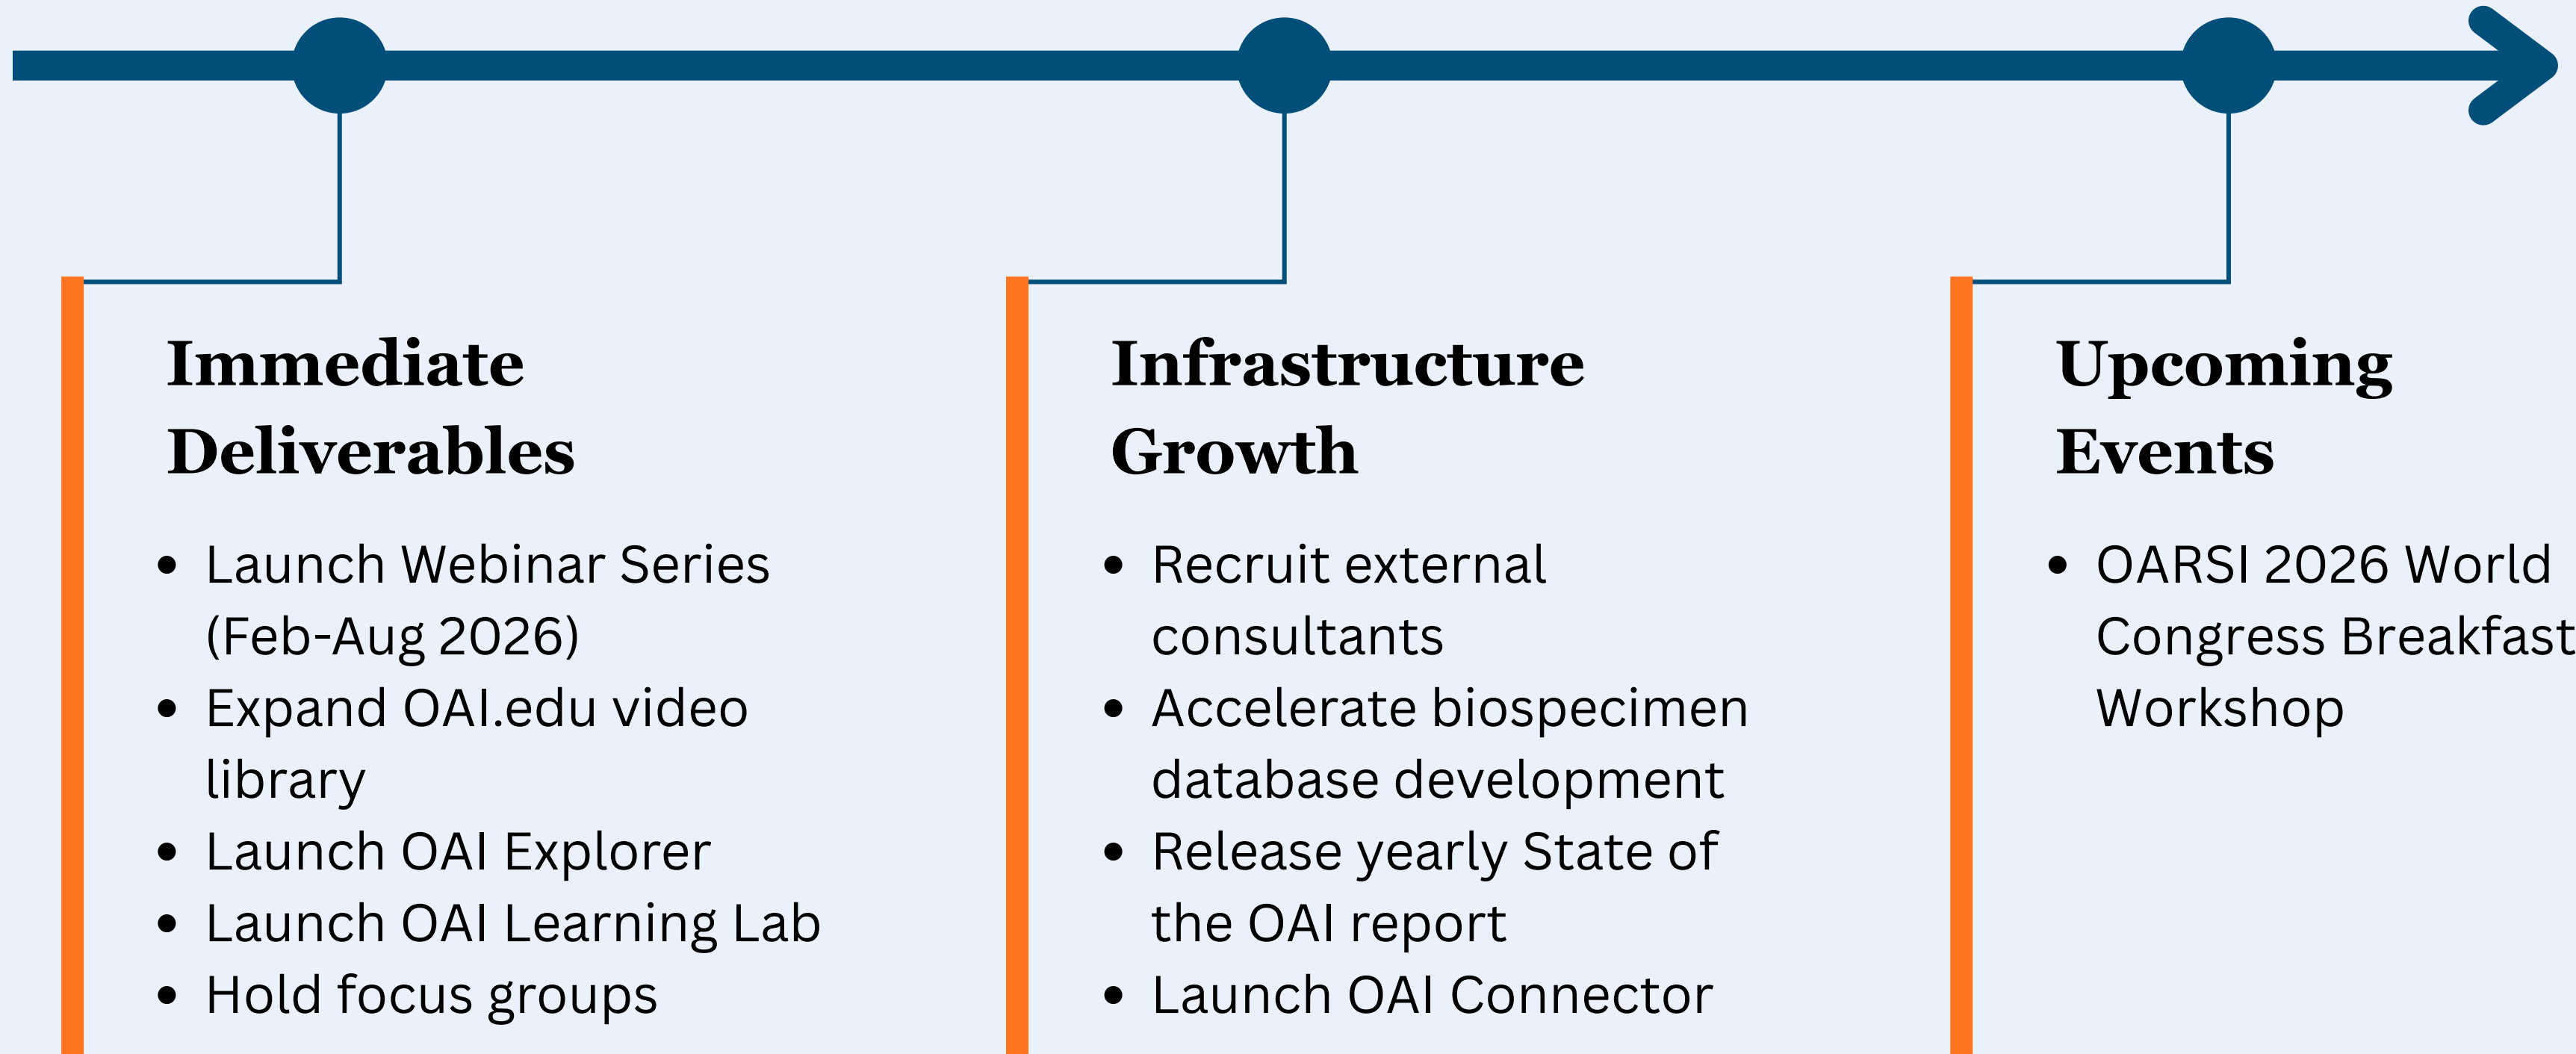 Immediate
Deliverables
• Launch Webinar Series
(Feb-Aug 2026)
• Expand OAI.edu video
library
• Launch OAI Explorer
• Launch OAI Learning Lab
• Hold focus groups
Infrastructure
Growth
• Recruit external
consultants
• Accelerate biospecimen
database development
• Release yearly State of
the OAI report
• Launch OAI Connector
Upcoming
Events
• OARSI 2026 World
Congress Breakfast
Workshop